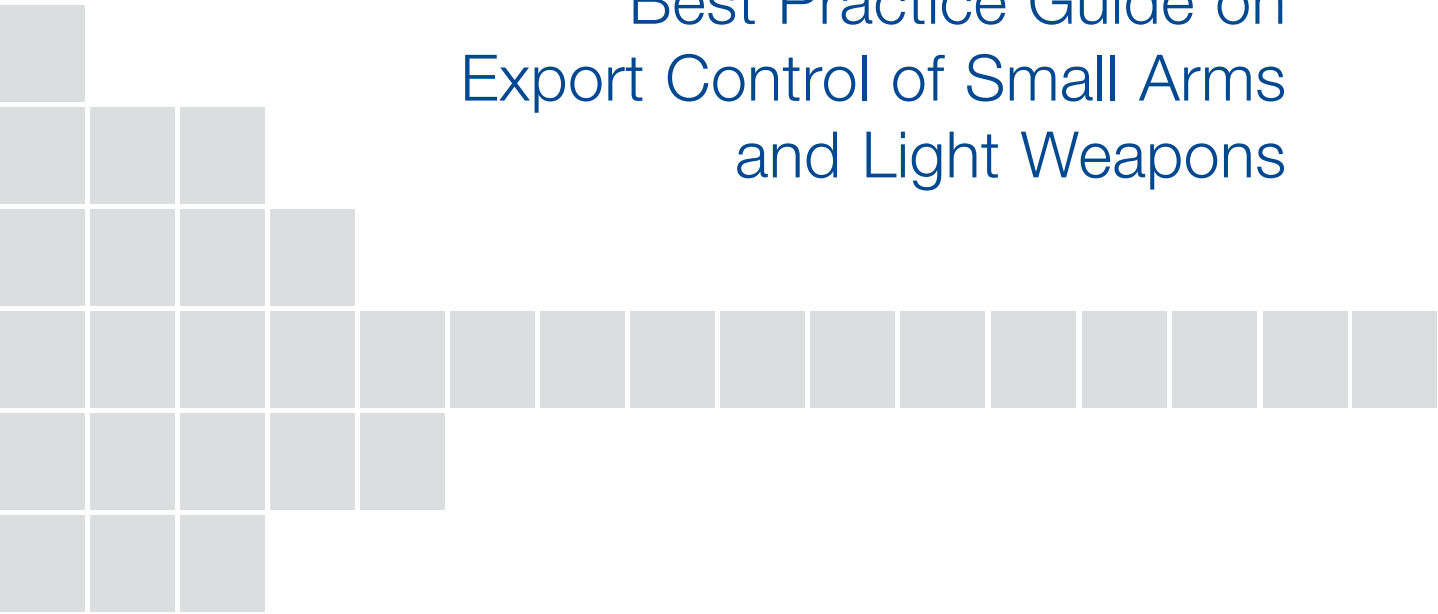 Best Practice Guide on
Export Control of Small Arms
and Light Weapons